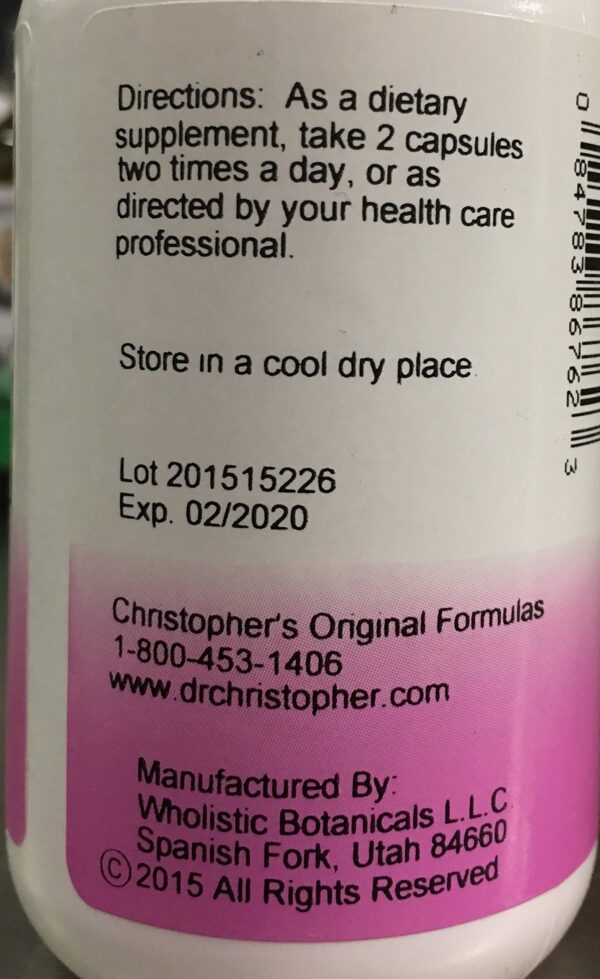 Directions: As a dietary
supplement, take 2 capsules
two times a day, or as
directed by your health care
professional.
Store in a cool dry place
Lot 201515226
Exp. 02/2020
Christopher's Original Formulas
1-800-453-1406
www.drchristopher.com
Manufactured By:
Wholistic Botanicals L.L.C
Spanish Fork, Utah 84660
©2015 All Rights Reserved
0 84783 86762 3